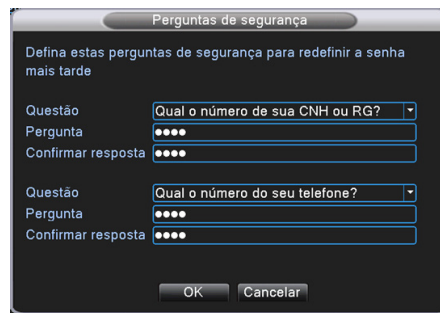 Perguntas de segurança
Defina estas perguntas de segurança para redefinir a senha
mais tarde
Questão Qual o número de sua CNH ou RG?
Pergunta ●●●●
Confirmar resposta ●●●●
Questão Qual o número do seu telefone?
Pergunta ●●●●
Confirmar resposta ●●●●
OK Cancelar